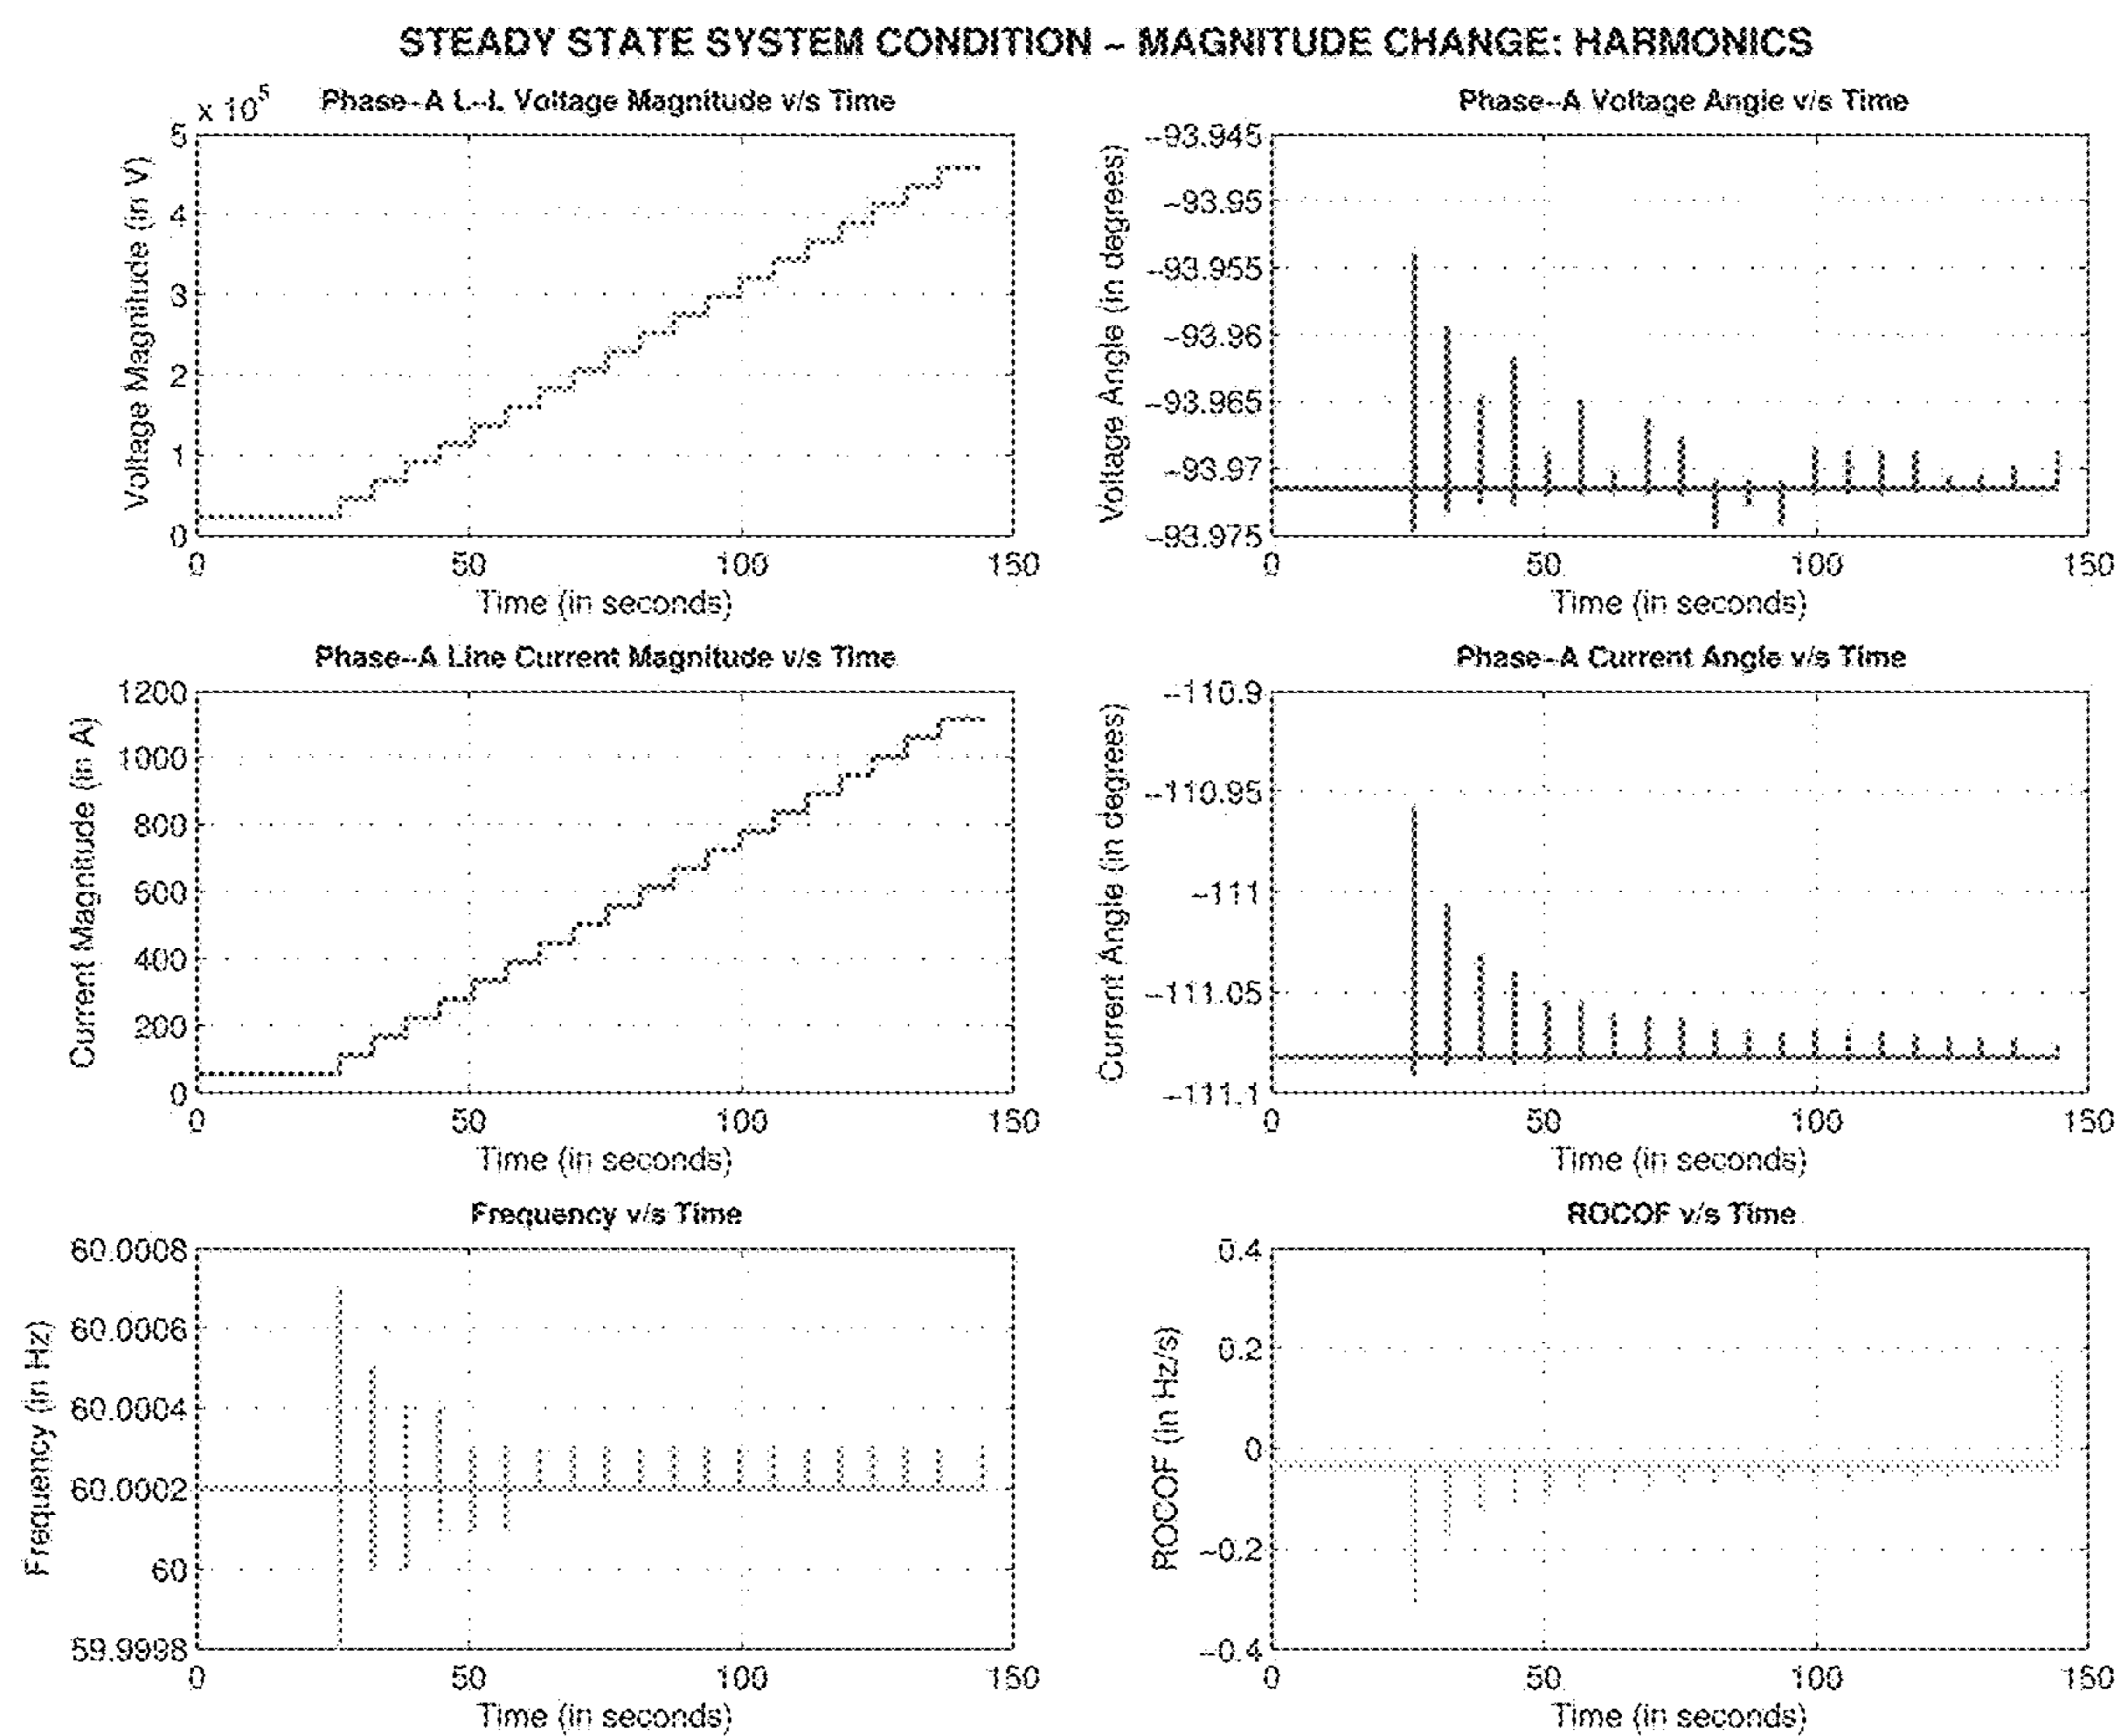 STEADY STATE SYSTEM CONDITION – MAGNITUDE CHANGE: HARMONICS
x 10^5
Phase-A L-L Voltage Magnitude v/s Time
5
4
3
2
1
0
Voltage Magnitude (in V)
0 50 100 150
Time (in seconds)
Phase-A Voltage Angle v/s Time
-93.945
-93.95
-93.955
-93.96
-93.965
-93.97
-93.975
Voltage Angle (in degrees)
0 50 100 150
Time (in seconds)
Phase-A Line Current Magnitude v/s Time
1200
1000
800
600
400
200
0
Current Magnitude (in A)
0 50 100 150
Time (in seconds)
Phase-A Current Angle v/s Time
-110.9
-110.95
-111
-111.05
-111.1
Current Angle (in degrees)
0 50 100 150
Time (in seconds)
Frequency v/s Time
60.0008
60.0006
60.0004
60.0002
60
59.9998
Frequency (in Hz)
0 50 100 150
Time (in seconds)
ROCOF v/s Time
0.4
0.2
0
-0.2
-0.4
ROCOF (in Hz/s)
0 50 100 150
Time (in seconds)